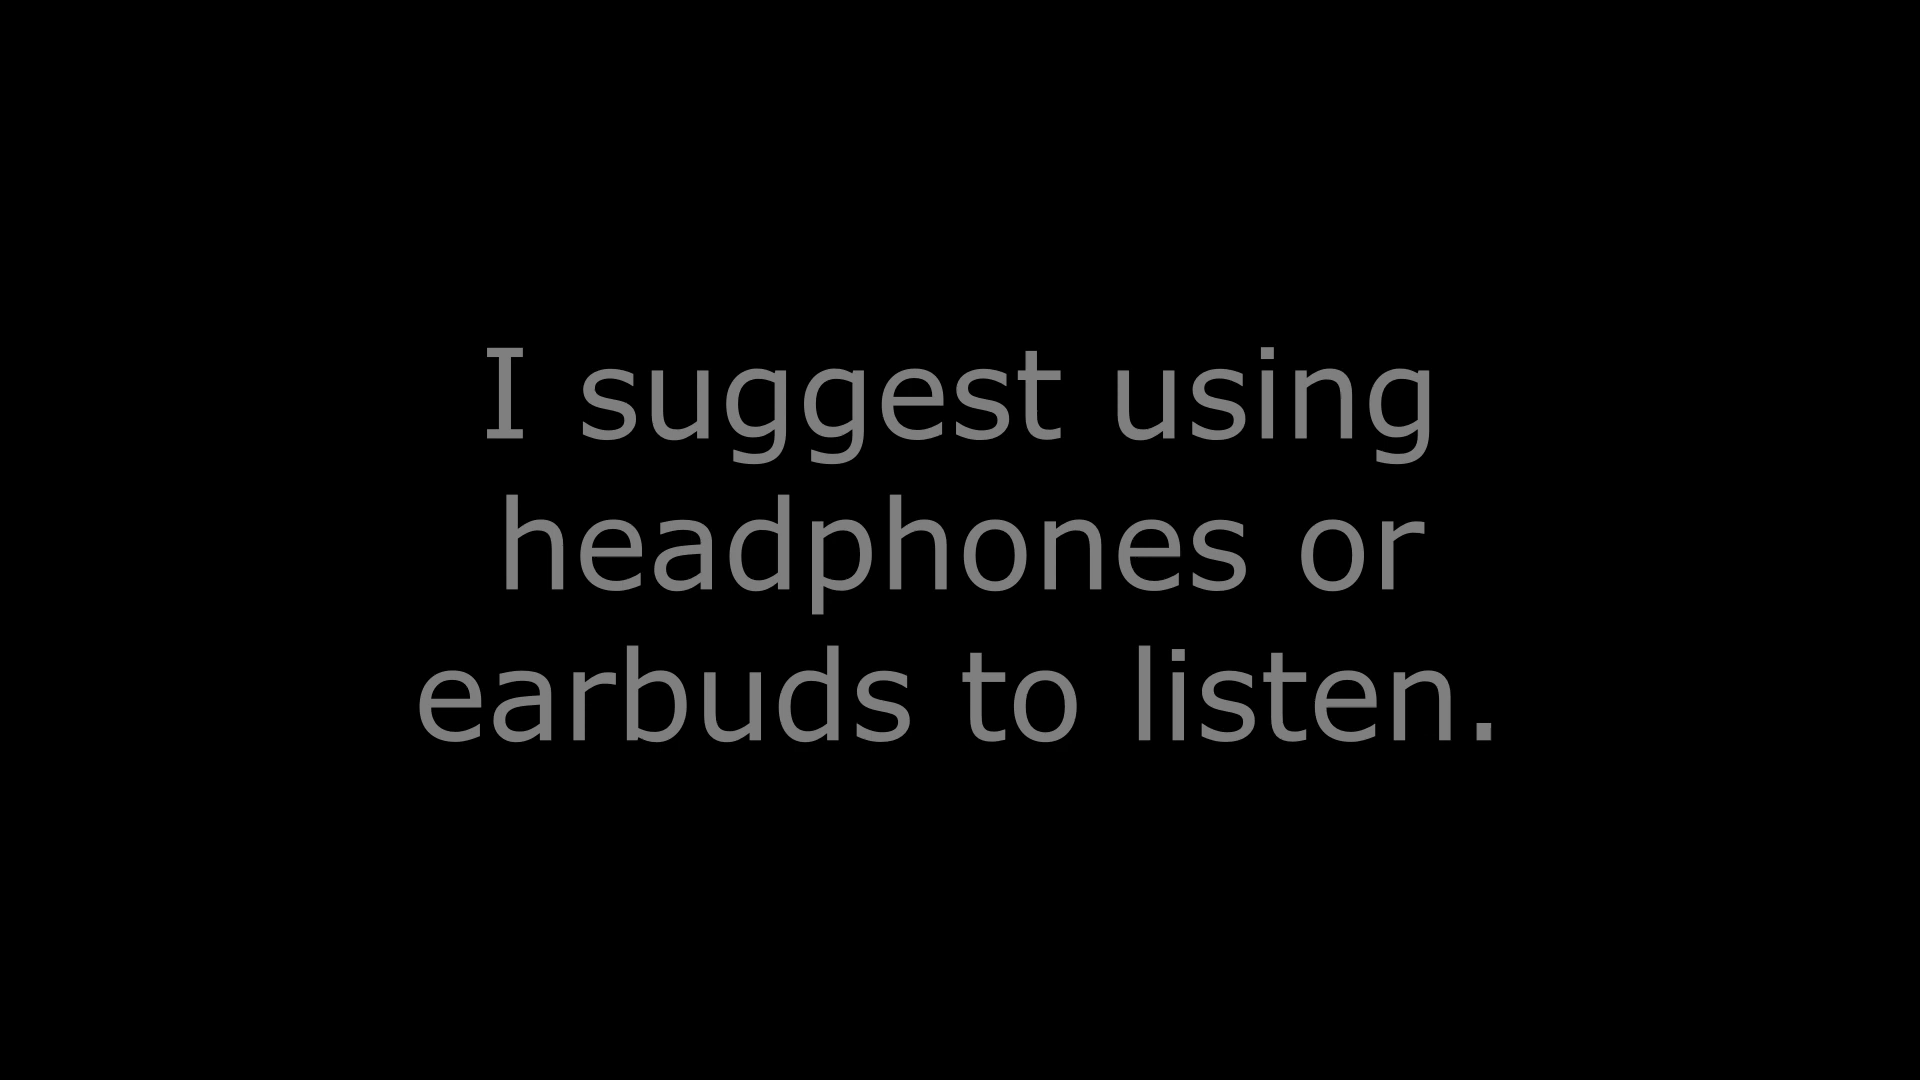 I suggest using
headphones or
earbuds to listen.